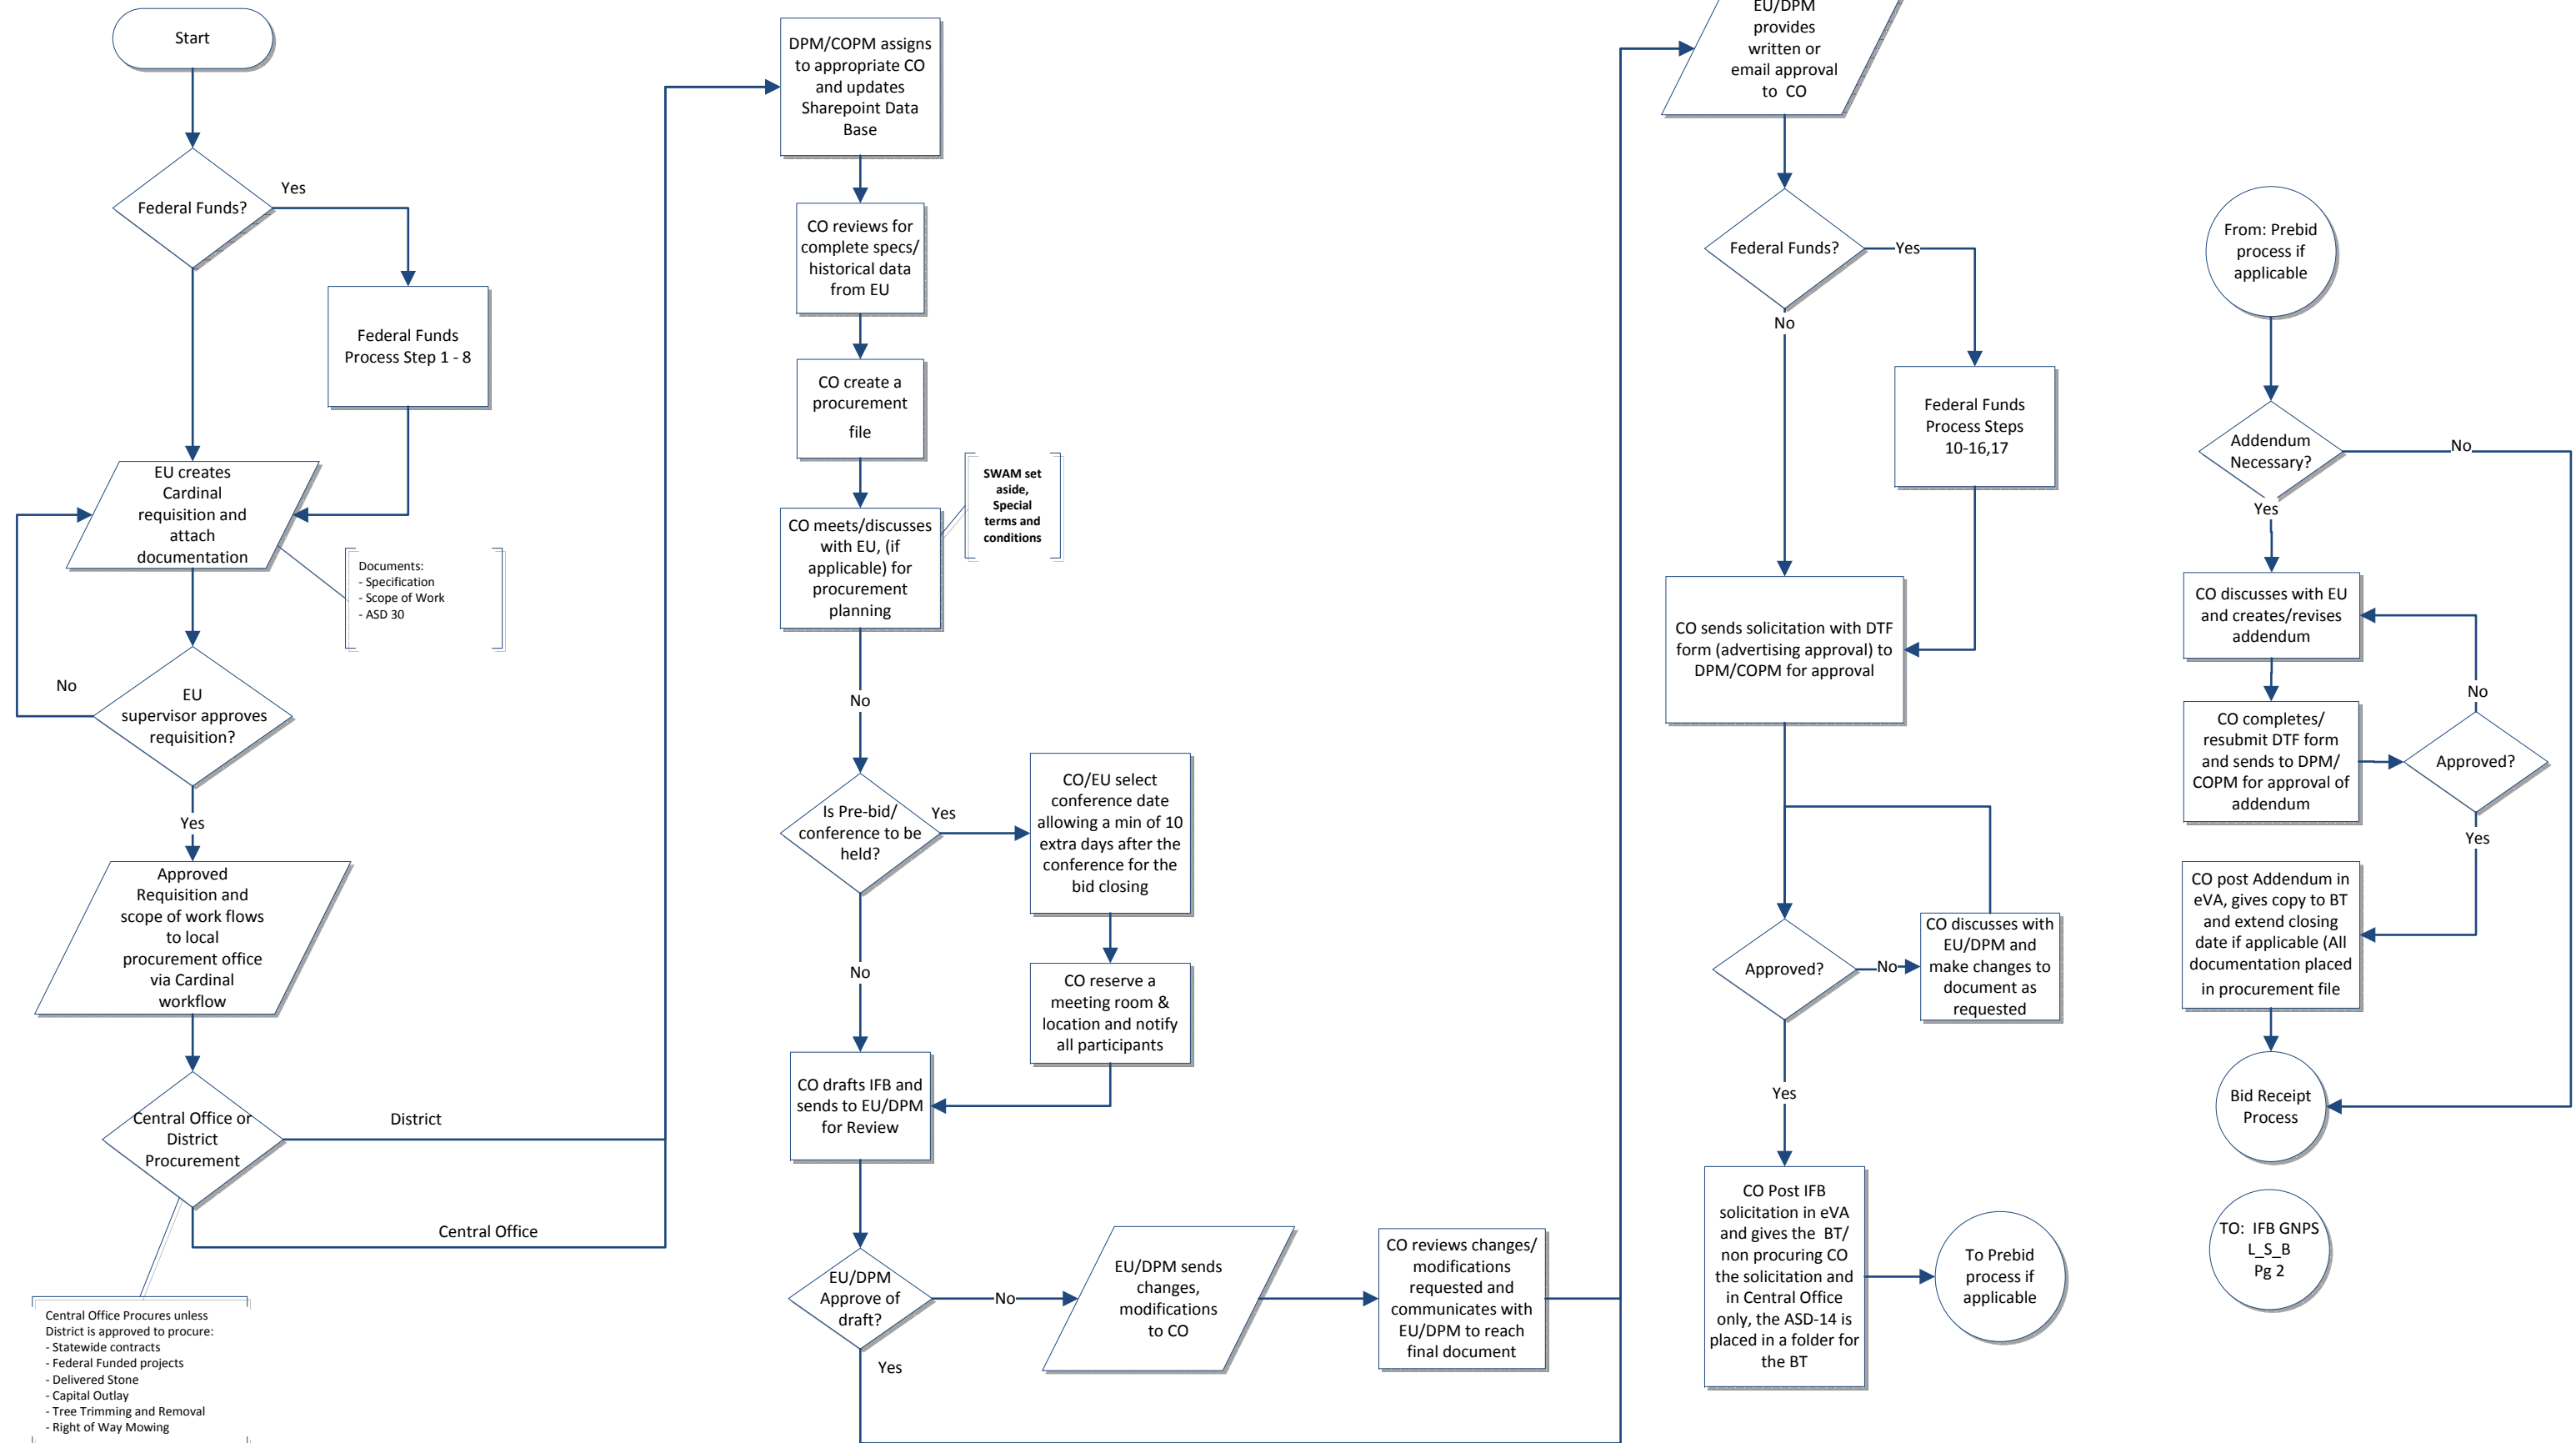 Start
Yes
Federal Funds?
Federal Funds
Process Step 1 - 8
EU creates
Cardinal
requisition and
attach
documentation
Documents:
- Specification
- Scope of Work
- ASD 30
No
EU
supervisor approves
requisition?
Yes
Approved
Requisition and
scope of work flows
to local
procurement office
via Cardinal
workflow
Central Office or
District
Procurement
District
Central Office
Central Office Procures unless
District is approved to procure:
- Statewide contracts
- Federal Funded projects
- Delivered Stone
- Capital Outlay
- Tree Trimming and Removal
- Right of Way Mowing
DPM/COPM assigns
to appropriate CO
and updates
Sharepoint Data
Base
CO reviews for
complete specs/
historical data
from EU
CO create a
procurement
file
SWAM set
aside,
Special
terms and
conditions
CO meets/discusses
with EU, (if
applicable) for
procurement
planning
No
Is Pre-bid/
conference to be
held?
Yes
CO/EU select
conference date
allowing a min of 10
extra days after the
conference for the
bid closing
No
CO reserve a
meeting room &
location and notify
all participants
CO drafts IFB and
sends to EU/DPM
for Review
EU/DPM
Approve of
draft?
No
Yes
EU/DPM sends
changes,
modifications
to CO
CO reviews changes/
modifications
requested and
communicates with
EU/DPM to reach
final document
EU/DPM
provides
written or
email approval
to CO
Federal Funds?
Yes
No
Federal Funds
Process Steps
10-16,17
CO sends solicitation with DTF
form (advertising approval) to
DPM/COPM for approval
Approved?
No
CO discusses with
EU/DPM and
make changes to
document as
requested
Yes
CO Post IFB
solicitation in eVA
and gives the BT/
non procuring CO
the solicitation and
in Central Office
only, the ASD-14 is
placed in a folder for
the BT
To Prebid
process if
applicable
From: Prebid
process if
applicable
Addendum
Necessary?
No
Yes
CO discusses with EU
and creates/revises
addendum
No
CO completes/
resubmit DTF form
and sends to DPM/
COPM for approval of
addendum
Approved?
Yes
CO post Addendum in
eVA, gives copy to BT
and extend closing
date if applicable (All
documentation placed
in procurement file
Bid Receipt
Process
TO: IFB GNPS
L_S_B
Pg 2